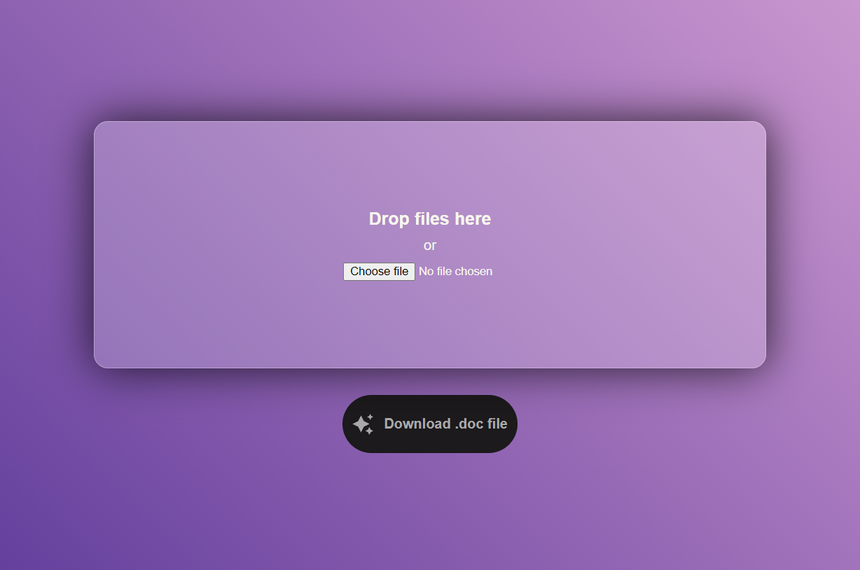 Drop files here
or
Choose file No file chosen
Download .doc file